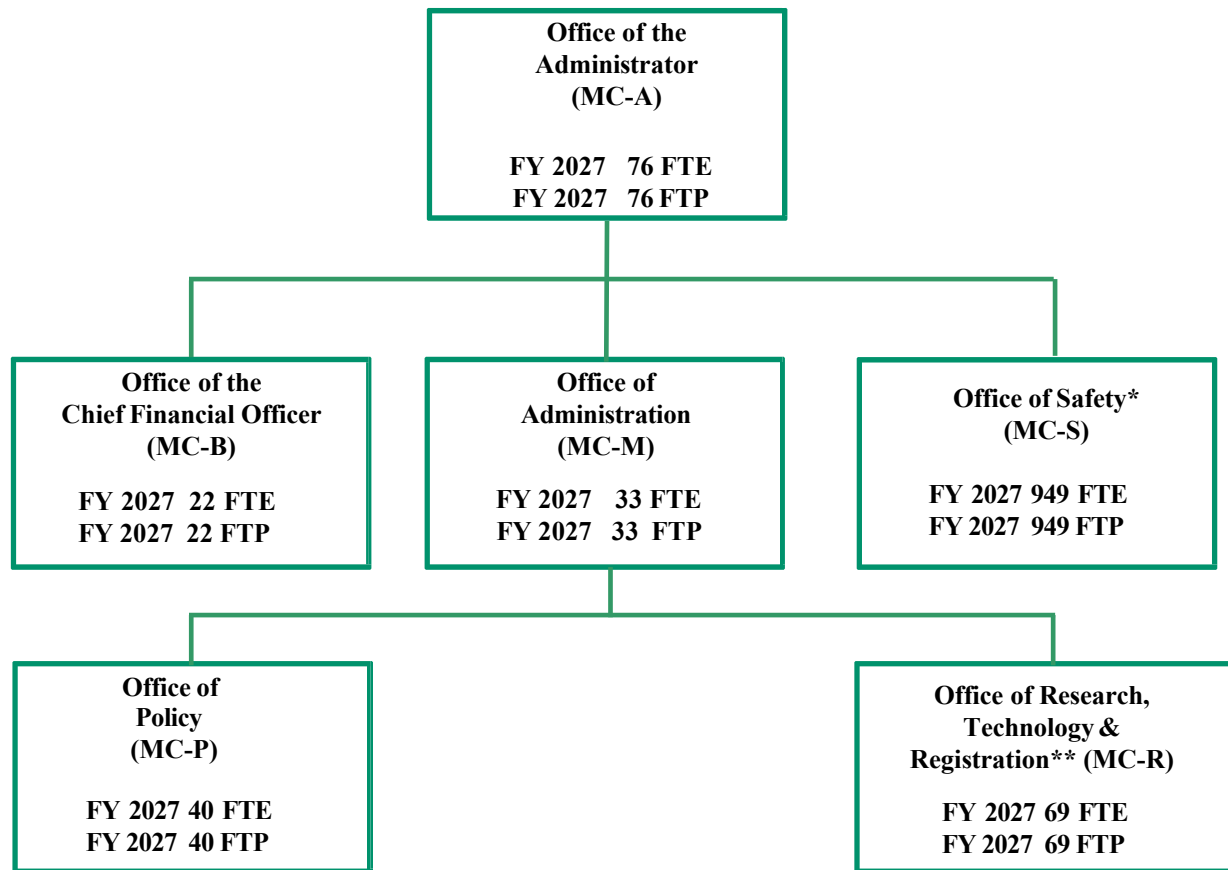 Office of the
Administrator
(MC-A)
FY 2027 76 FTE
FY 2027 76 FTP
Office of the
Chief Financial Officer
(MC-B)
FY 2027 22 FTE
FY 2027 22 FTP
Office of
Administration
(MC-M)
FY 2027 33 FTE
FY 2027 33 FTP
Office of Safety*
(MC-S)
FY 2027 949 FTE
FY 2027 949 FTP
Office of
Policy
(MC-P)
FY 2027 40 FTE
FY 2027 40 FTP
Office of Research,
Technology &
Registration** (MC-R)
FY 2027 69 FTE
FY 2027 69 FTP